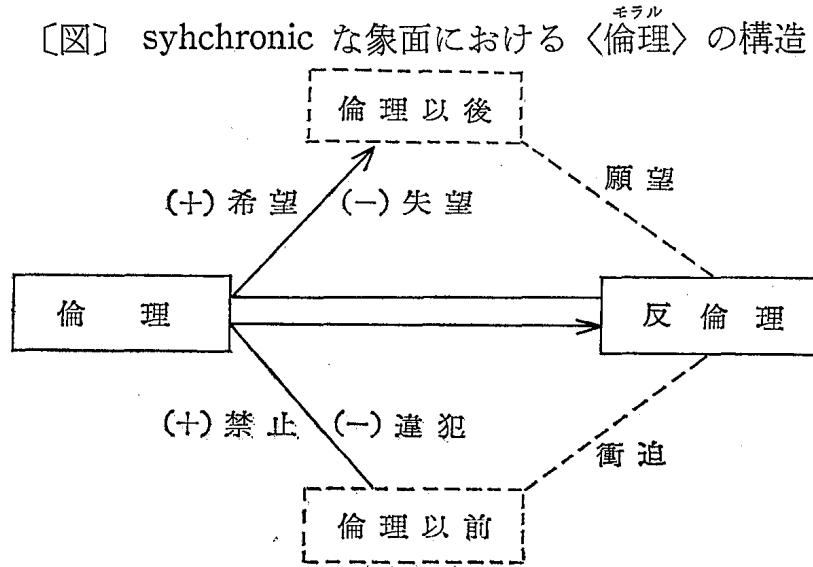 モラル
〔図〕 syhchronic な象面における〈倫理〉の構造
倫理以後
願望
(＋)希望 (−)失望
倫理 反倫理
(＋)禁止 (−)違犯
衝迫
倫理以前